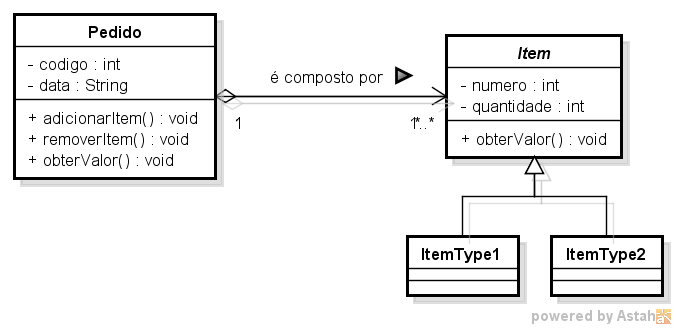 Pedido
- codigo : int
- data : String
+ adicionarItem() : void
+ removerItem() : void
+ obterValor() : void
é composto por
1
1..*
Item
- numero : int
- quantidade : int
+ obterValor() : void
ItemType1
ItemType2
powered by Astah